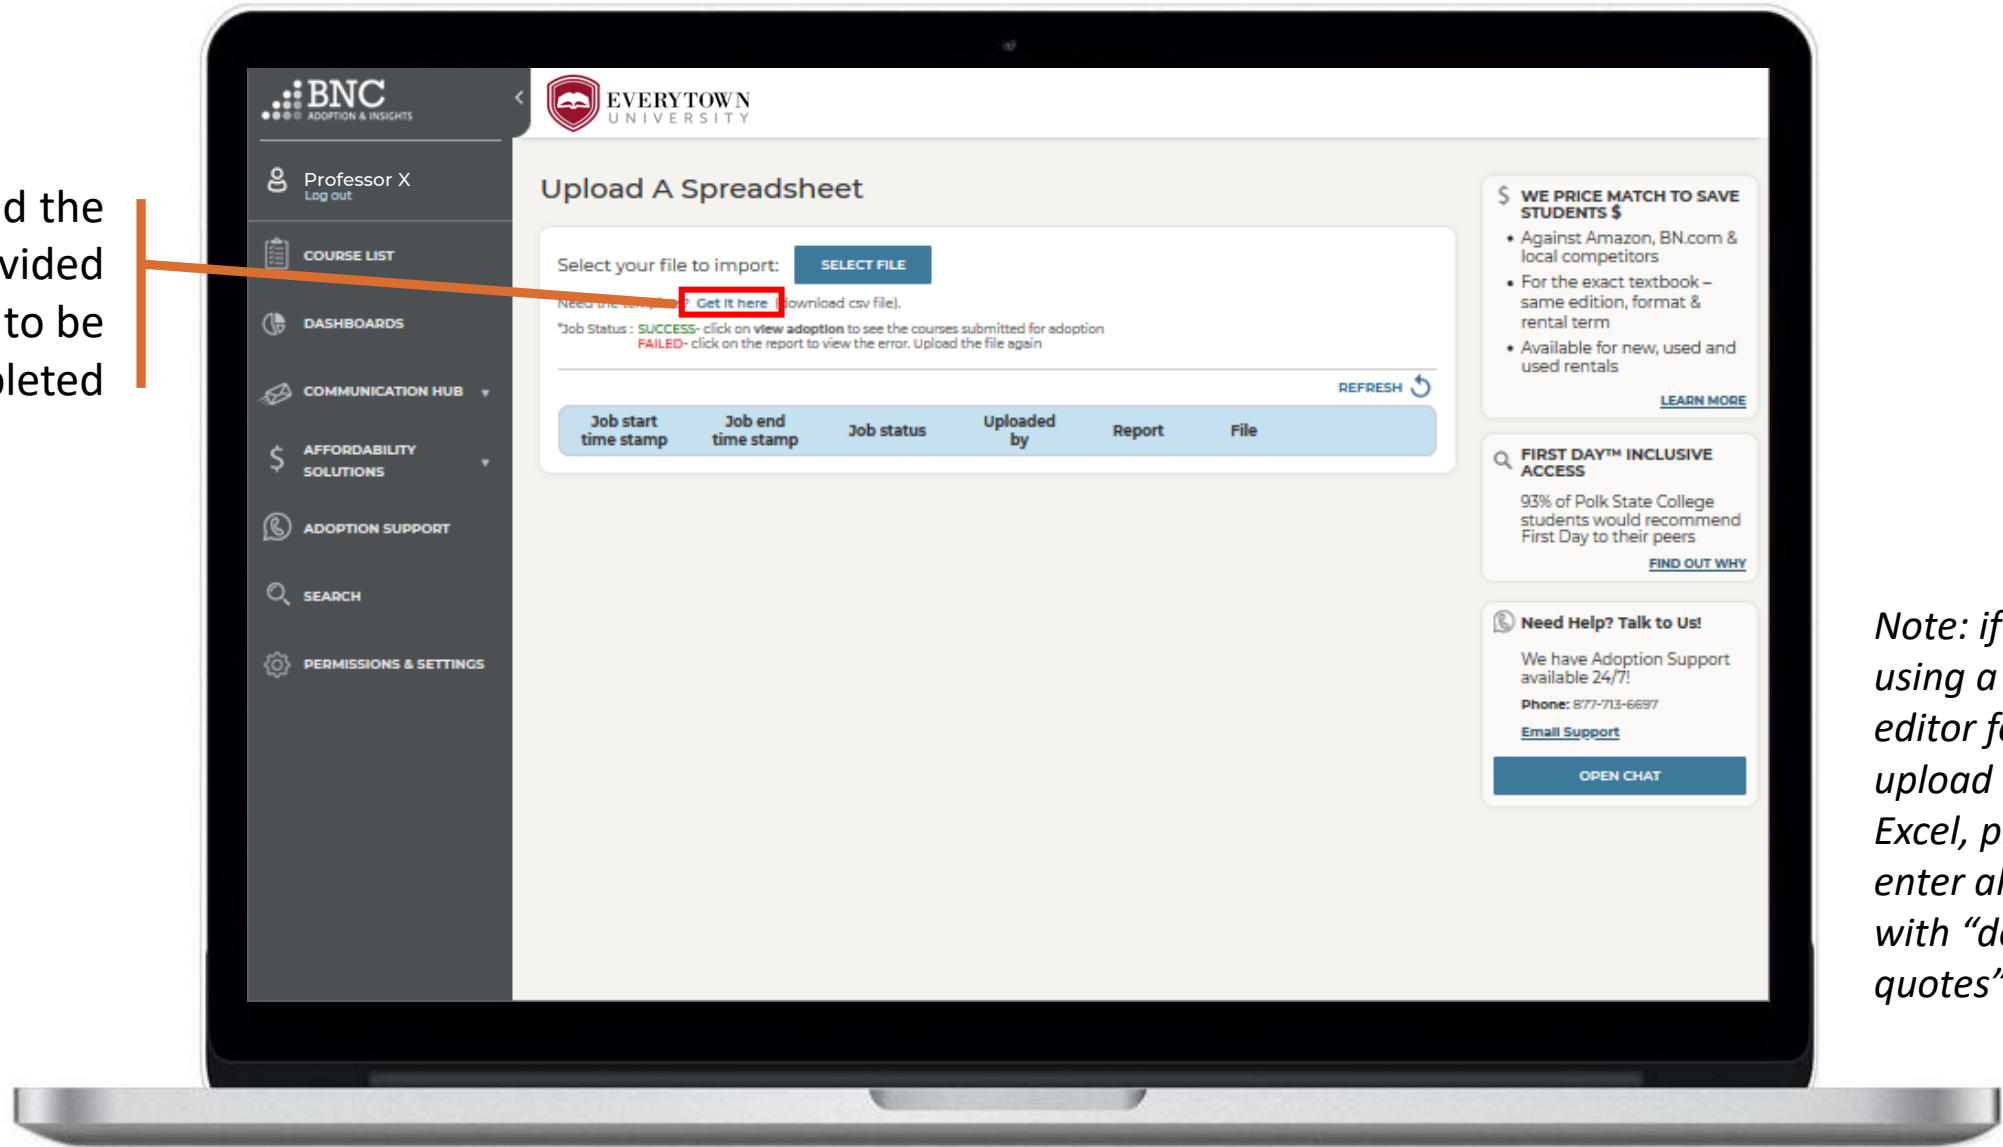 d the
vided
to be
pleted
BNC
ADOPTION & INSIGHTS
<
EVERYTOWN
UNIVERSITY
Professor X
Log out
COURSE LIST
DASHBOARDS
COMMUNICATION HUB
AFFORDABILITY
SOLUTIONS
ADOPTION SUPPORT
SEARCH
PERMISSIONS & SETTINGS
Upload A Spreadsheet
Select your file to import: SELECT FILE
Need the ? Get it here (download csv file).
*Job Status : SUCCESS- click on view adoption to see the courses submitted for adoption
FAILED- click on the report to view the error. Upload the file again
REFRESH
Job start time stamp Job end time stamp Job status Uploaded by Report File
$ WE PRICE MATCH TO SAVE
STUDENTS $
• Against Amazon, BN.com &
local competitors
• For the exact textbook –
same edition, format &
rental term
• Available for new, used and
used rentals
LEARN MORE
FIRST DAY™ INCLUSIVE
ACCESS
93% of Polk State College
students would recommend
First Day to their peers
FIND OUT WHY
Need Help? Talk to Us!
We have Adoption Support
available 24/7!
Phone: 877-713-6697
Email Support
OPEN CHAT
Note: if
using a
editor fo
upload
Excel, p
enter al
with “do
quotes”